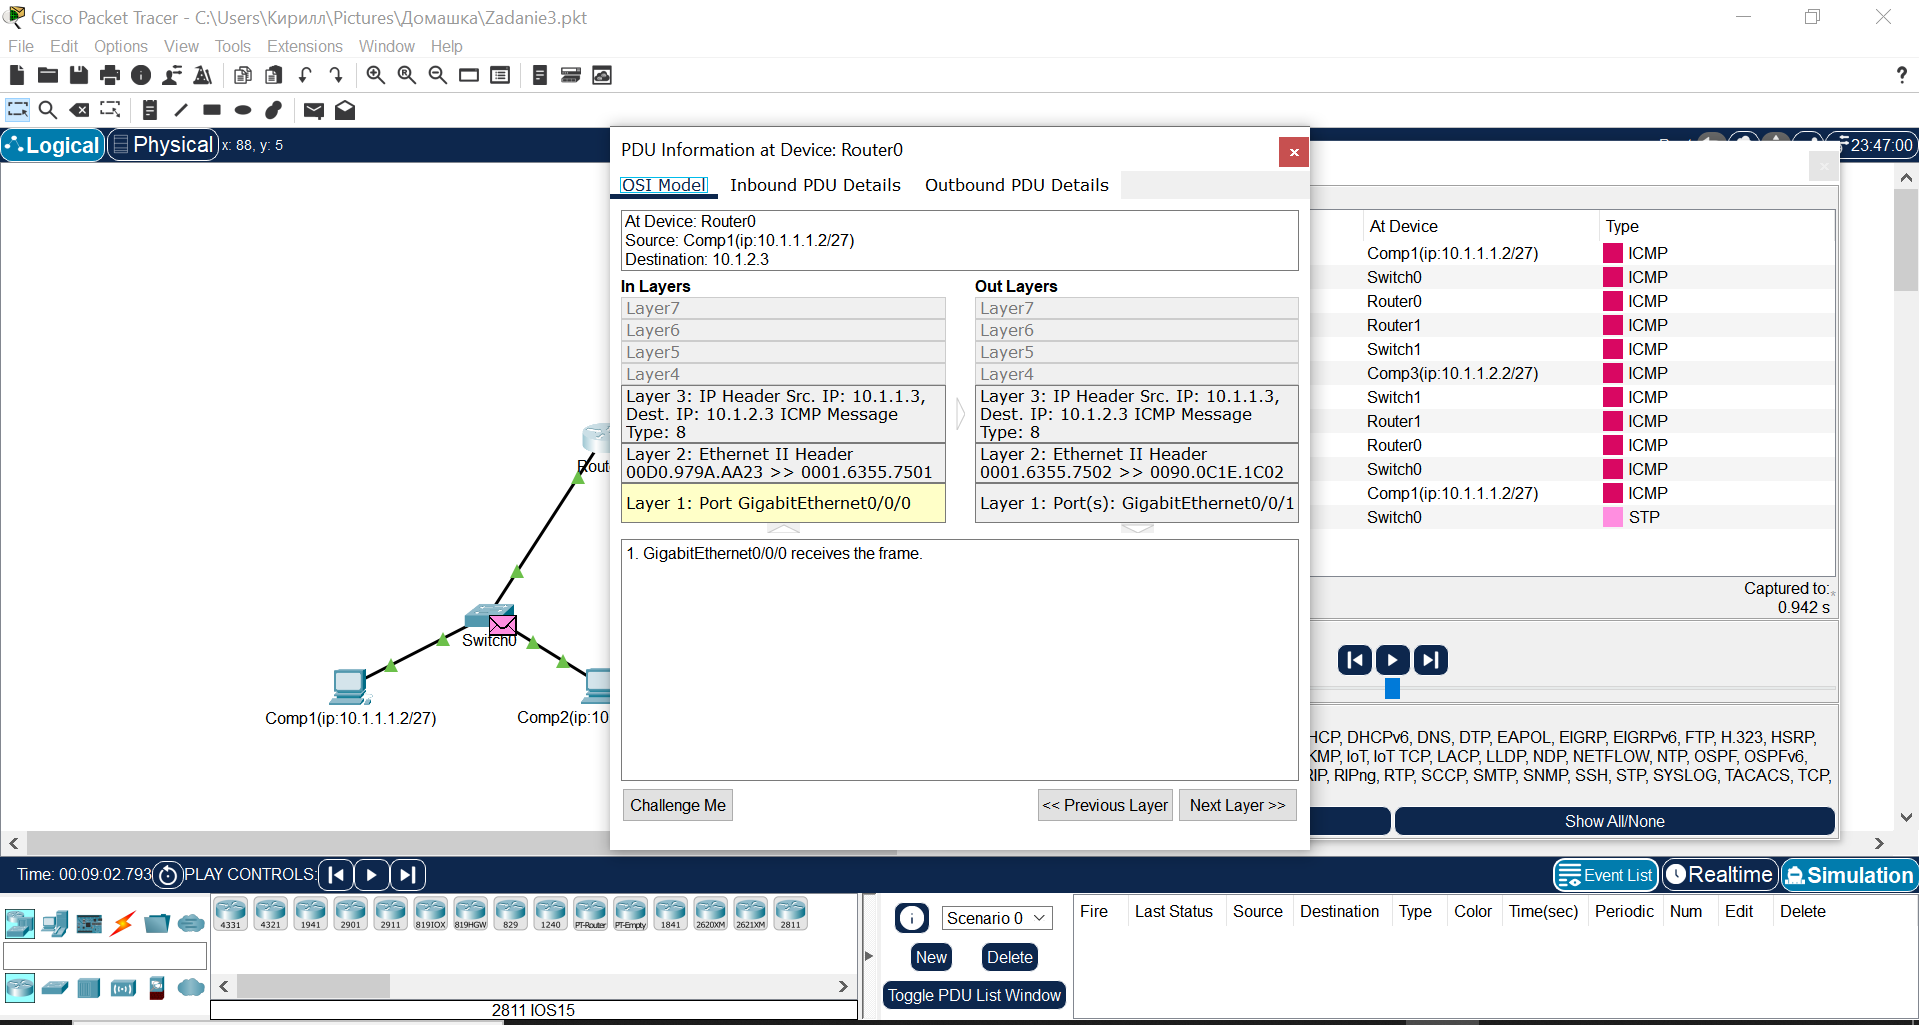 Cisco Packet Tracer - C:\Users\Кирилл\Pictures\Домашка\Zadanie3.pkt
File Edit Options View Tools Extensions Window Help
Logical Physical x: 88, y: 5
23:47:00
PDU Information at Device: Router0
OSI Model Inbound PDU Details Outbound PDU Details
At Device: Router0
Source: Comp1(ip:10.1.1.1.2/27)
Destination: 10.1.2.3
In Layers
Layer7
Layer6
Layer5
Layer4
Layer 3: IP Header Src. IP: 10.1.1.3,
Dest. IP: 10.1.2.3 ICMP Message
Type: 8
Layer 2: Ethernet II Header
00D0.979A.AA23 >> 0001.6355.7501
Layer 1: Port GigabitEthernet0/0/0
Out Layers
Layer7
Layer6
Layer5
Layer4
Layer 3: IP Header Src. IP: 10.1.1.3,
Dest. IP: 10.1.2.3 ICMP Message
Type: 8
Layer 2: Ethernet II Header
0001.6355.7502 >> 0090.0C1E.1C02
Layer 1: Port(s): GigabitEthernet0/0/1
1. GigabitEthernet0/0/0 receives the frame.
Challenge Me << Previous Layer Next Layer >>
At Device Type
Comp1(ip:10.1.1.1.2/27) ICMP
Switch0 ICMP
Router0 ICMP
Router1 ICMP
Switch1 ICMP
Comp3(ip:10.1.1.2.2/27) ICMP
Switch1 ICMP
Router1 ICMP
Router0 ICMP
Switch0 ICMP
Comp1(ip:10.1.1.1.2/27) ICMP
Switch0 STP
Captured to:
0.942 s
HCP, DHCPv6, DNS, DTP, EAPOL, EIGRP, EIGRPv6, FTP, H.323, HSRP,
KMP, IoT, IoT TCP, LACP, LLDP, NDP, NETFLOW, NTP, OSPF, OSPFv6,
RIP, RIPng, RTP, SCCP, SMTP, SNMP, SSH, STP, SYSLOG, TACACS, TCP,
Show All/None
Rout
Switch0
Comp1(ip:10.1.1.1.2/27)
Comp2(ip:10
Time: 00:09:02.793 PLAY CONTROLS:
Event List Realtime Simulation
4331 4321 1941 2901 2911 819IOX 819HGW 829 1240 PT-Router PT-Empty 1841 2620XM 2621XM 2811
2811 IOS15
Scenario 0
New Delete
Toggle PDU List Window
Fire Last Status Source Destination Type Color Time(sec) Periodic Num Edit Delete